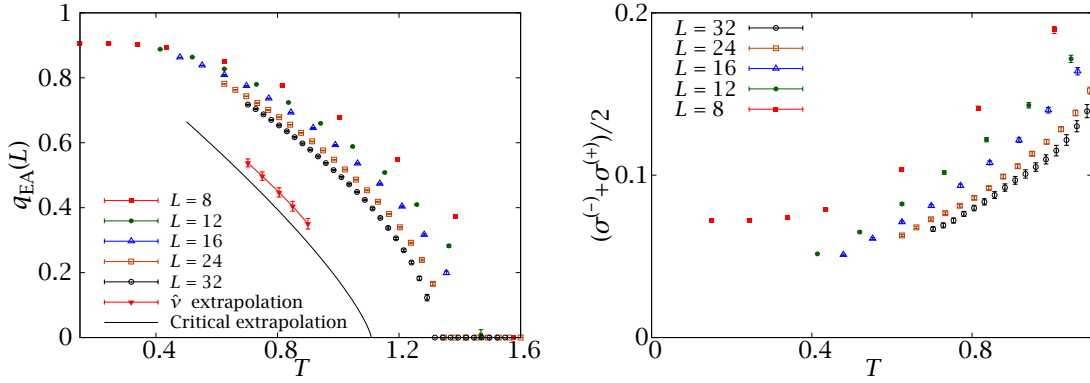 1
0.8
0.6
0.4
0.2
0
q_EA(L)
L = 8
L = 12
L = 16
L = 24
L = 32
ν̂ extrapolation
Critical extrapolation
0.4 0.8 1.2 1.6
T
0.2
0.1
0
(σ^(-)+σ^(+))/2
L = 32
L = 24
L = 16
L = 12
L = 8
0 0.4 0.8
T